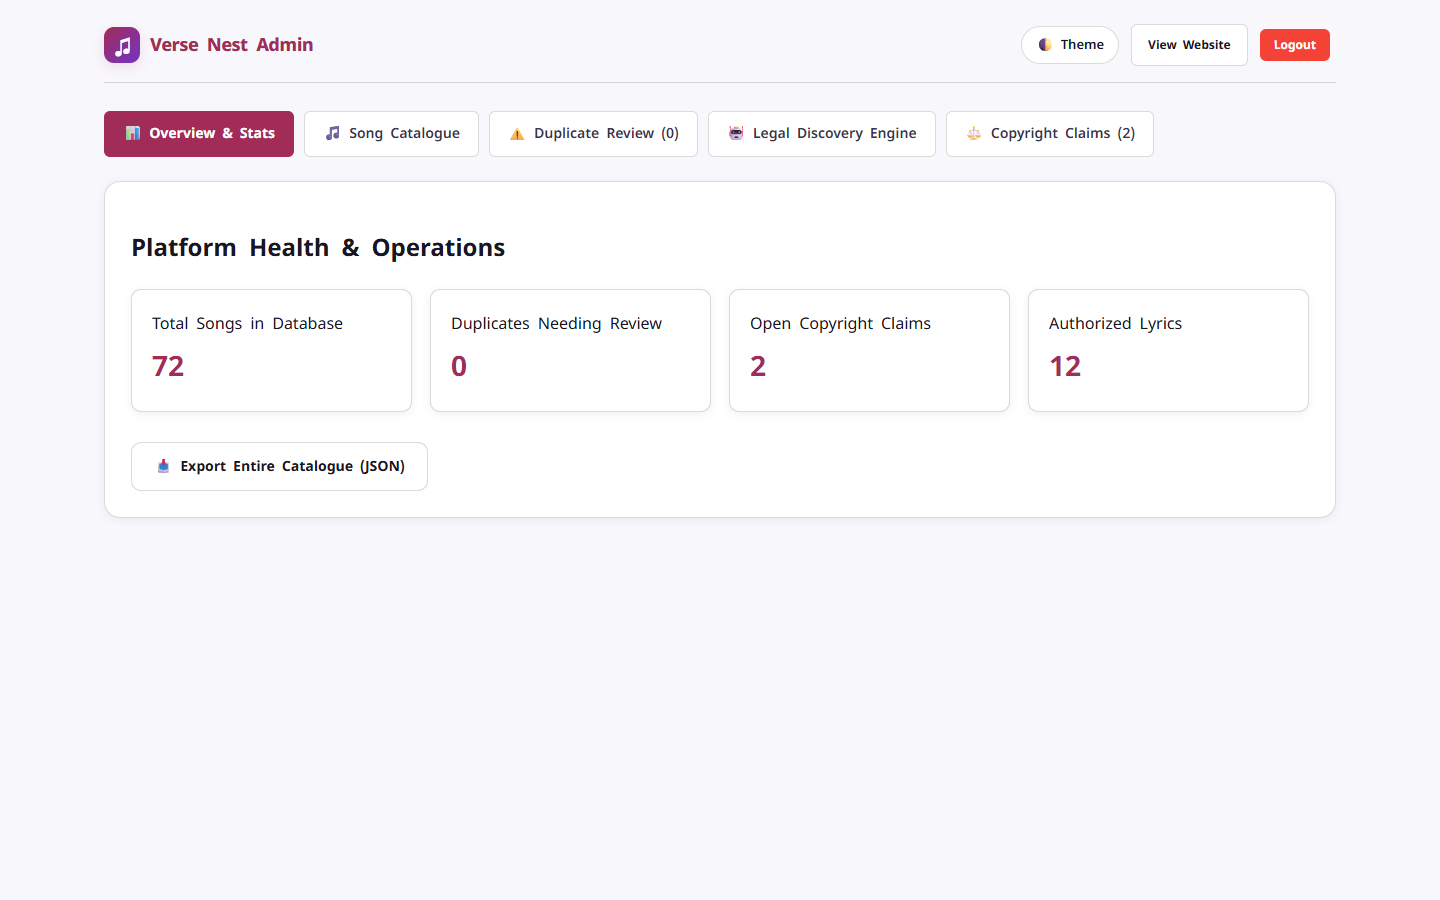 Verse Nest Admin
Theme
View Website
Logout
Overview & Stats
Song Catalogue
Duplicate Review (0)
Legal Discovery Engine
Copyright Claims (2)
Platform Health & Operations
Total Songs in Database
72
Duplicates Needing Review
0
Open Copyright Claims
2
Authorized Lyrics
12
Export Entire Catalogue (JSON)